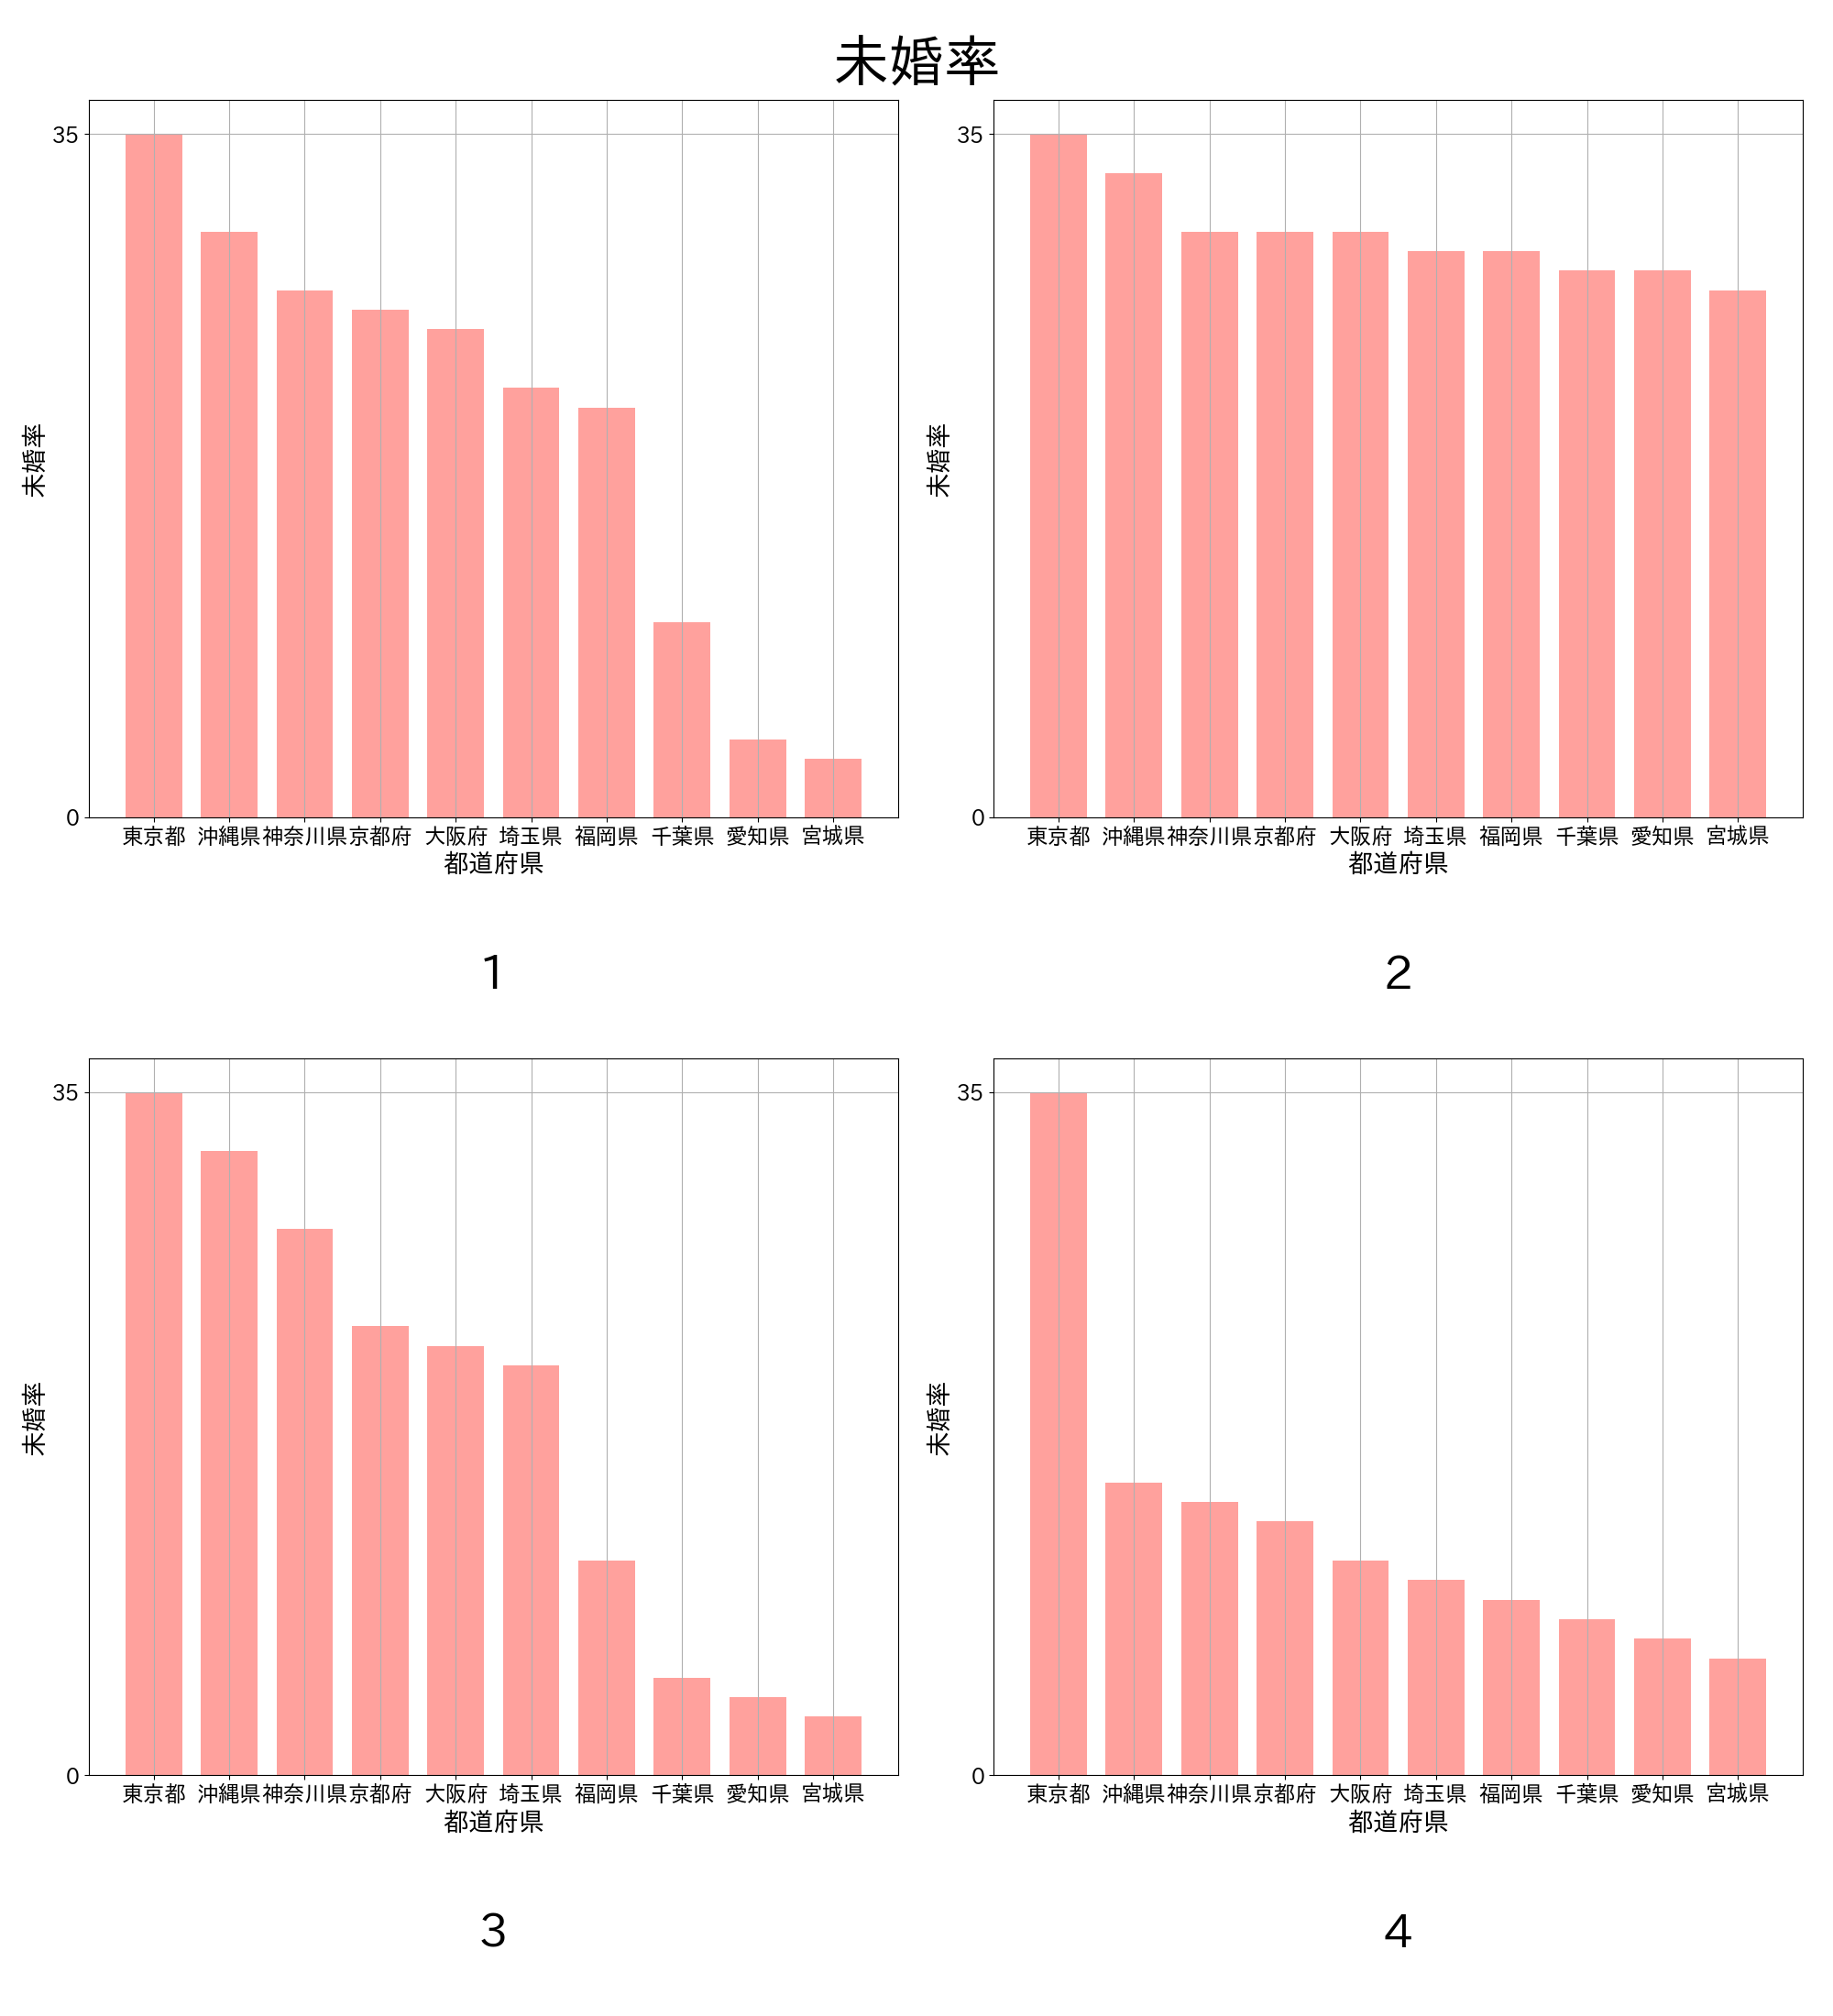 未婚率
35
0
未婚率
東京都 沖縄県 神奈川県 京都府 大阪府 埼玉県 福岡県 千葉県 愛知県 宮城県
都道府県
1
35
0
未婚率
東京都 沖縄県 神奈川県 京都府 大阪府 埼玉県 福岡県 千葉県 愛知県 宮城県
都道府県
2
35
0
未婚率
東京都 沖縄県 神奈川県 京都府 大阪府 埼玉県 福岡県 千葉県 愛知県 宮城県
都道府県
3
35
0
未婚率
東京都 沖縄県 神奈川県 京都府 大阪府 埼玉県 福岡県 千葉県 愛知県 宮城県
都道府県
4